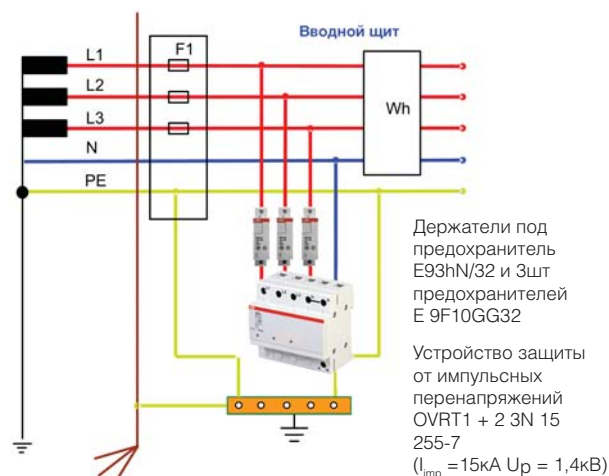 Вводной щит
F1
L1
L2
L3
N
PE
Wh
Держатели под
предохранитель
E93hN/32 и 3шт
предохранителей
E 9F10GG32
Устройство защиты
от импульсных
перенапряжений
OVRT1 + 2 3N 15
255-7
(Iimp =15кА Up = 1,4кВ)